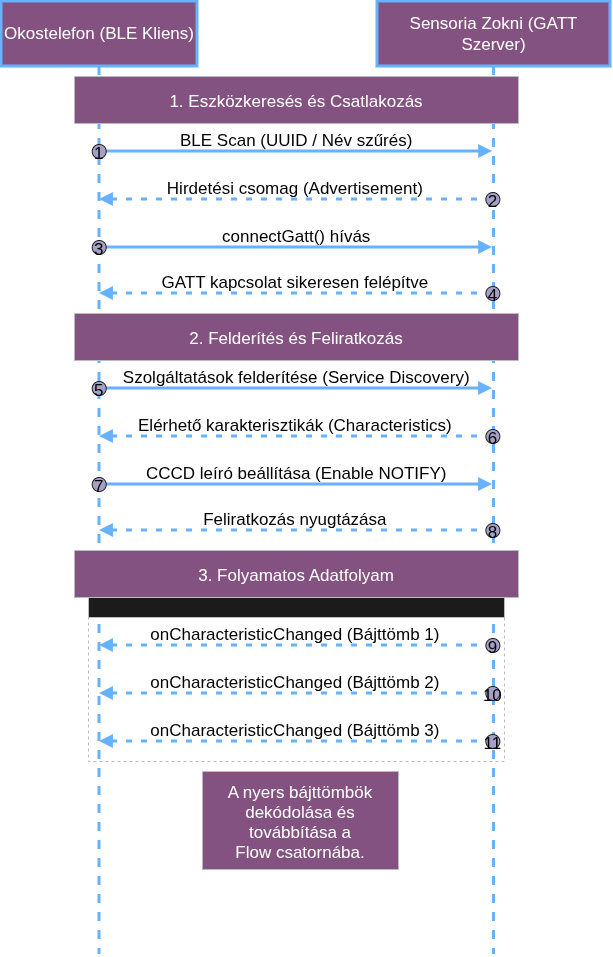 Okostelefon (BLE Kliens)
Sensoria Zokni (GATT
Szerver)
1. Eszközkeresés és Csatlakozás
BLE Scan (UUID / Név szűrés)
1
Hirdetési csomag (Advertisement)
2
connectGatt() hívás
3
GATT kapcsolat sikeresen felépítve
4
2. Felderítés és Feliratkozás
Szolgáltatások felderítése (Service Discovery)
5
Elérhető karakterisztikák (Characteristics)
6
CCCD leíró beállítása (Enable NOTIFY)
7
Feliratkozás nyugtázása
8
3. Folyamatos Adatfolyam
onCharacteristicChanged (Bájttömb 1)
9
onCharacteristicChanged (Bájttömb 2)
10
onCharacteristicChanged (Bájttömb 3)
11
A nyers bájttömbök
dekódolása és
továbbítása a
Flow csatornába.